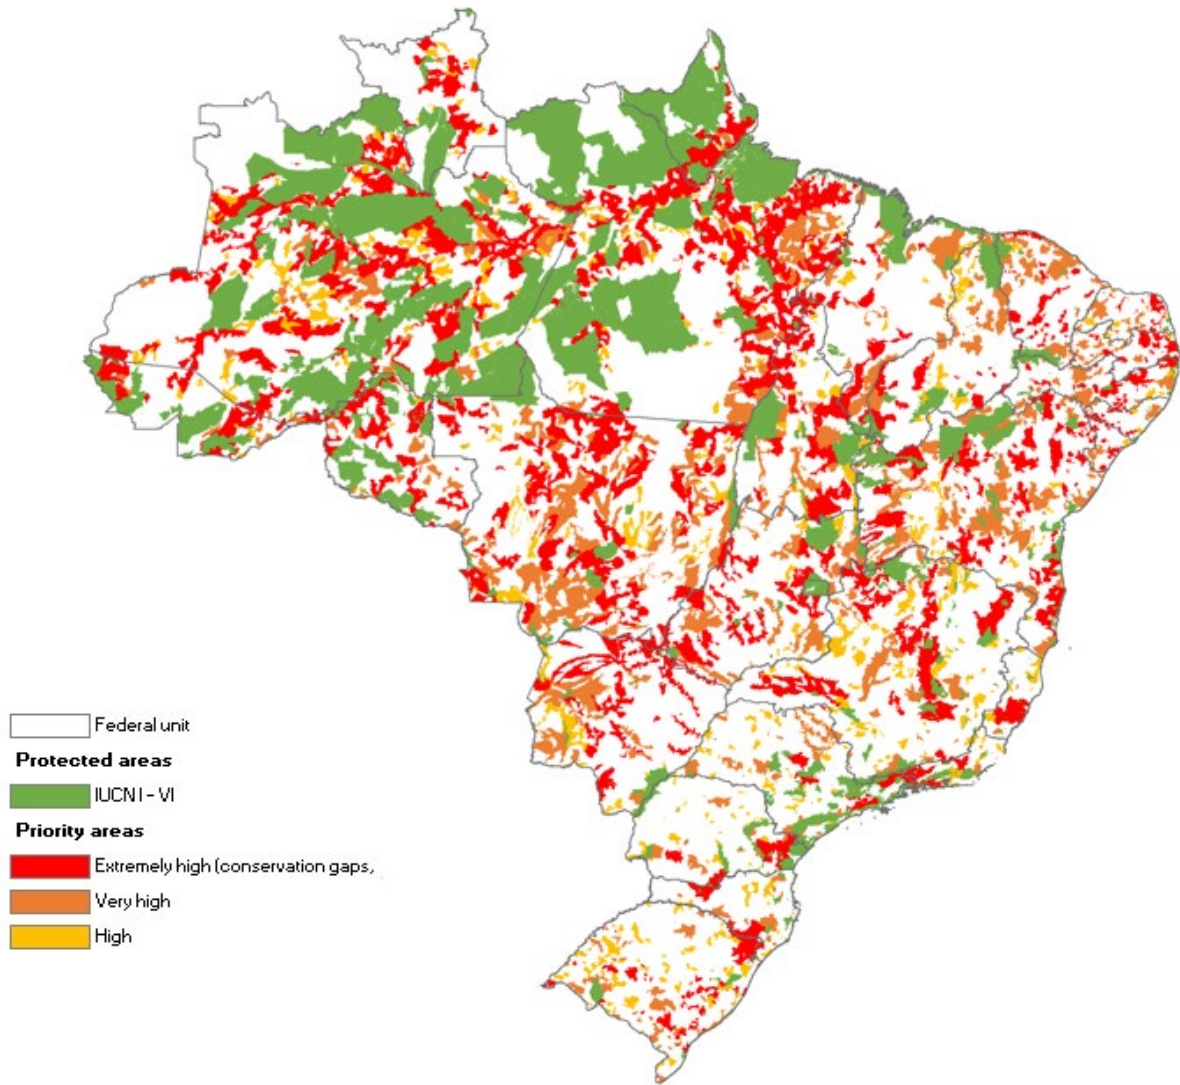 Federal unit
Protected areas
IUCN I - VI
Priority areas
Extremely high (conservation gaps,
Very high
High